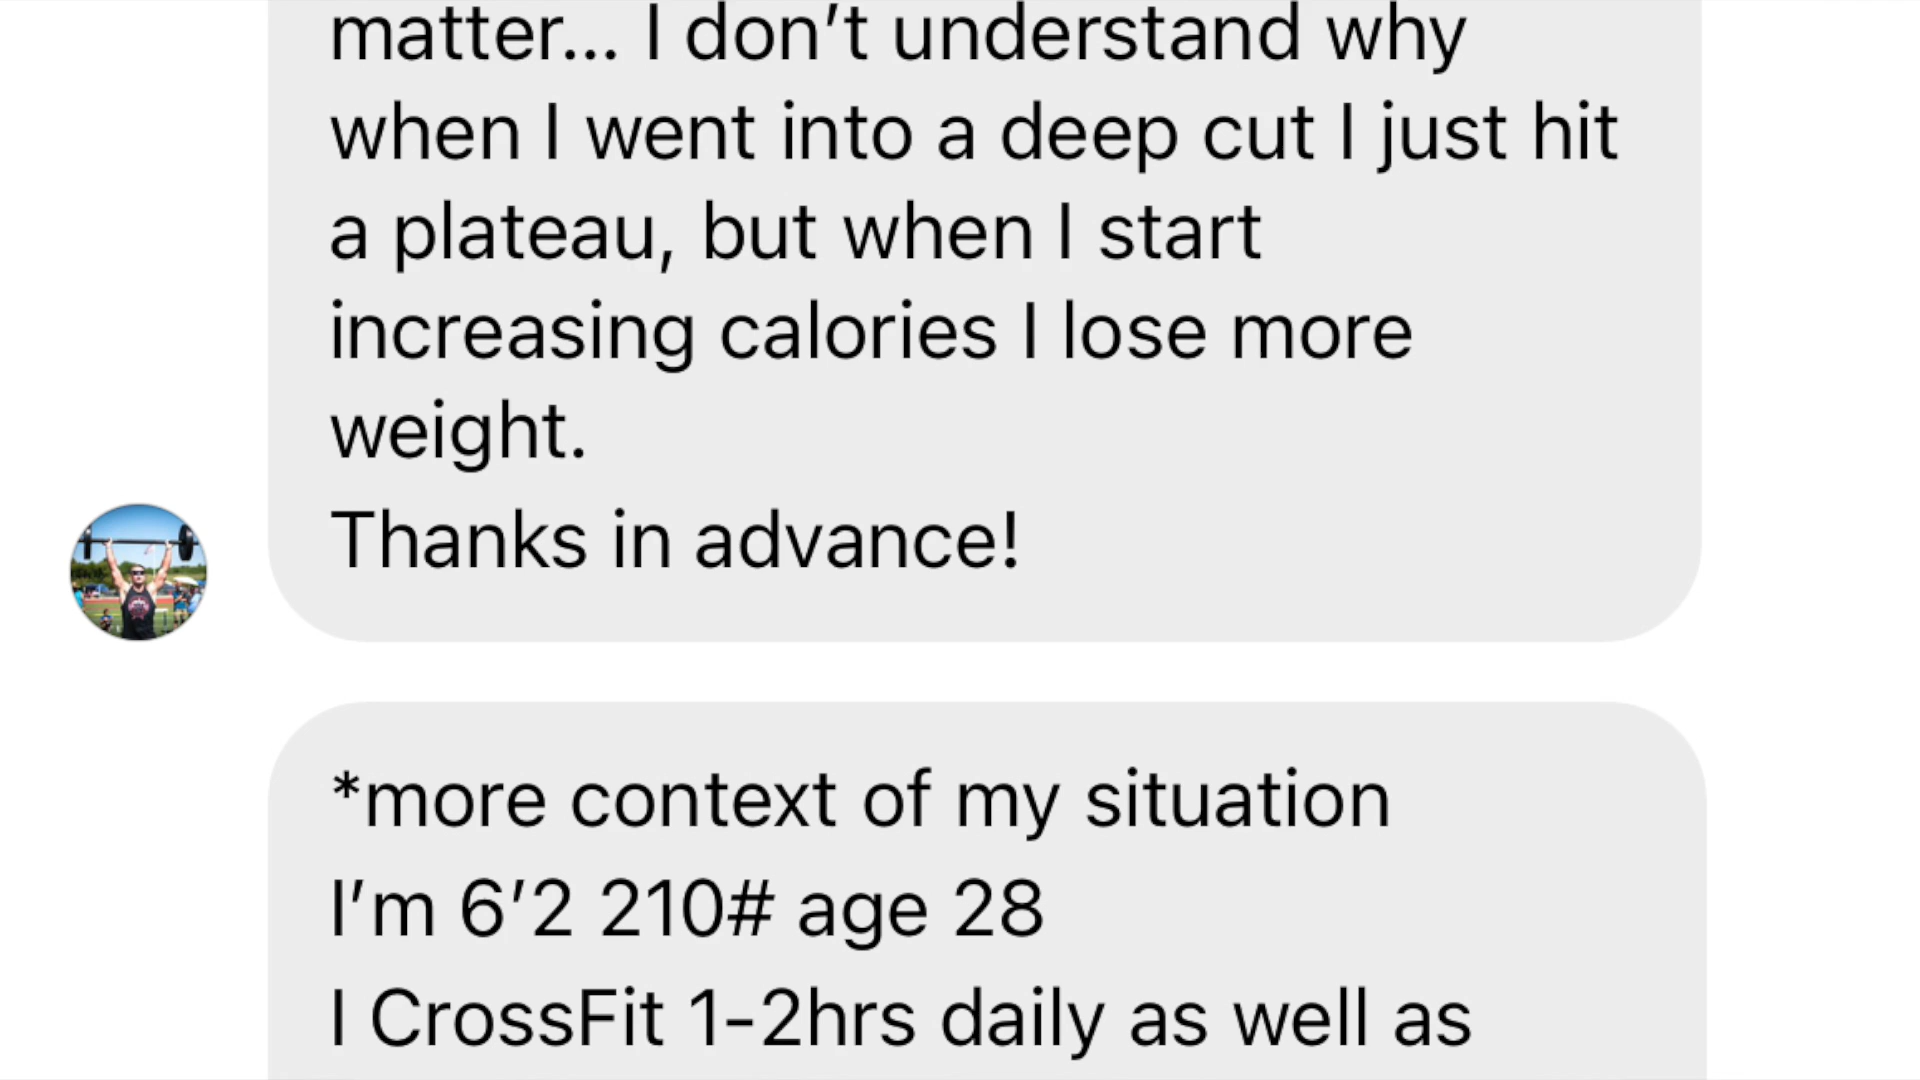 matter... I don’t understand why
when I went into a deep cut I just hit
a plateau, but when I start
increasing calories I lose more
weight.
Thanks in advance!
*more context of my situation
I’m 6’2 210# age 28
I CrossFit 1-2hrs daily as well as